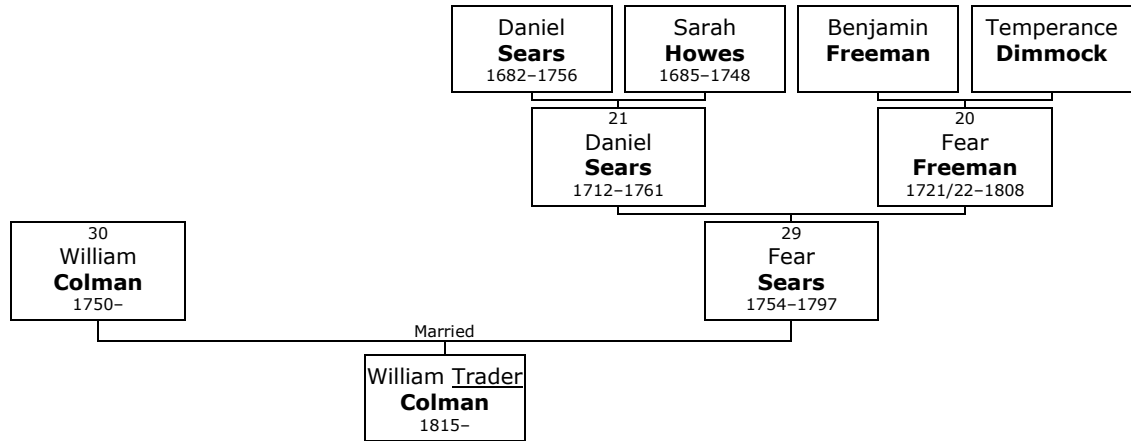 Daniel
Sears
1682–1756
Sarah
Howes
1685–1748
Benjamin
Freeman
Temperance
Dimmock
21
Daniel
Sears
1712–1761
20
Fear
Freeman
1721/22–1808
30
William
Colman
1750–
29
Fear
Sears
1754–1797
Married
William Trader
Colman
1815–